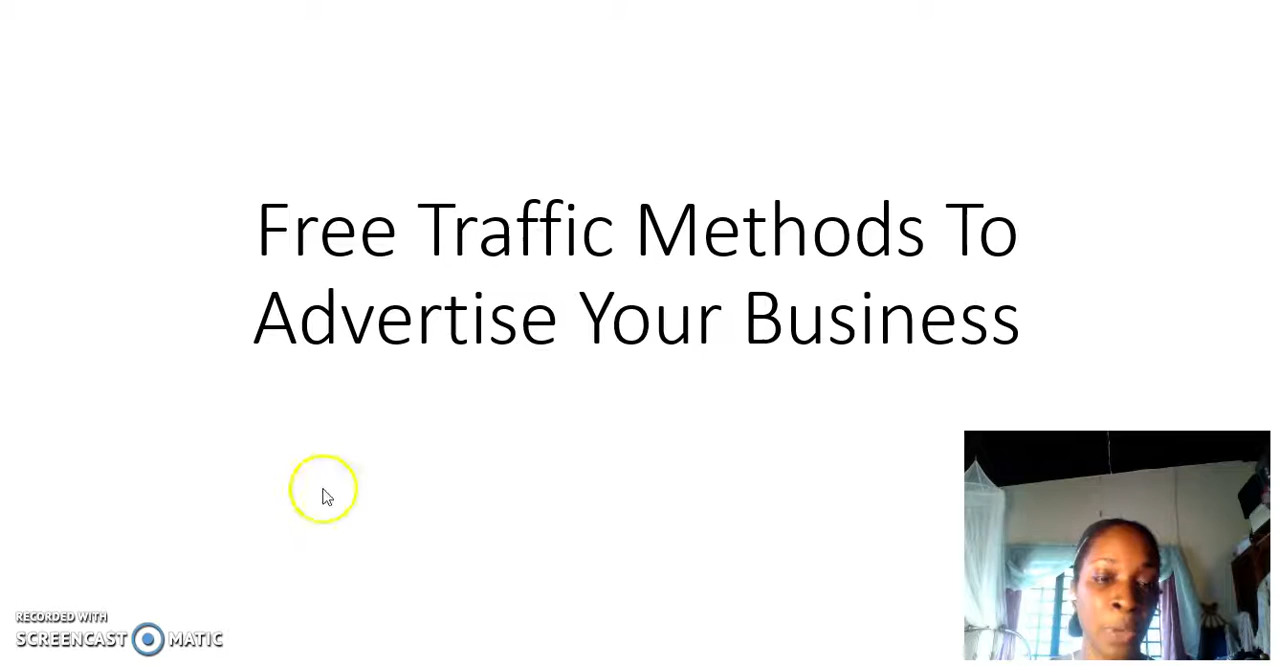 Free Traffic Methods To
Advertise Your Business
RECORDED WITH
SCREENCAST MATIC